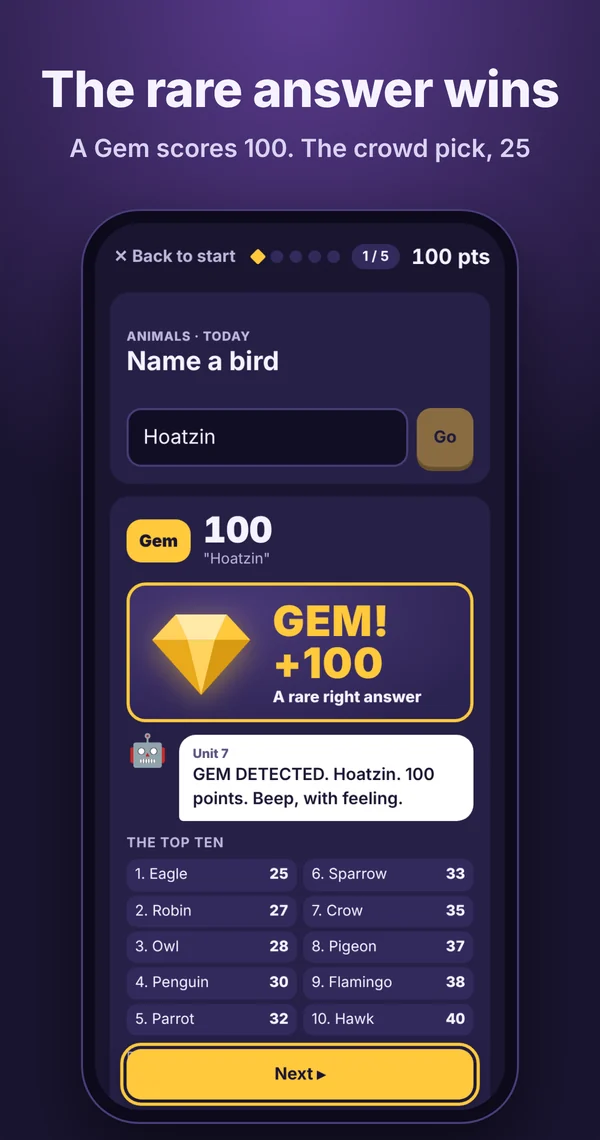 The rare answer wins
A Gem scores 100. The crowd pick, 25
✕ Back to start 1 / 5 100 pts
ANIMALS · TODAY
Name a bird
Hoatzin Go
Gem 100
"Hoatzin"
GEM!
+100
A rare right answer
Unit 7
GEM DETECTED. Hoatzin. 100
points. Beep, with feeling.
THE TOP TEN
1. Eagle 25
2. Robin 27
3. Owl 28
4. Penguin 30
5. Parrot 32
6. Sparrow 33
7. Crow 35
8. Pigeon 37
9. Flamingo 38
10. Hawk 40
Next ▸